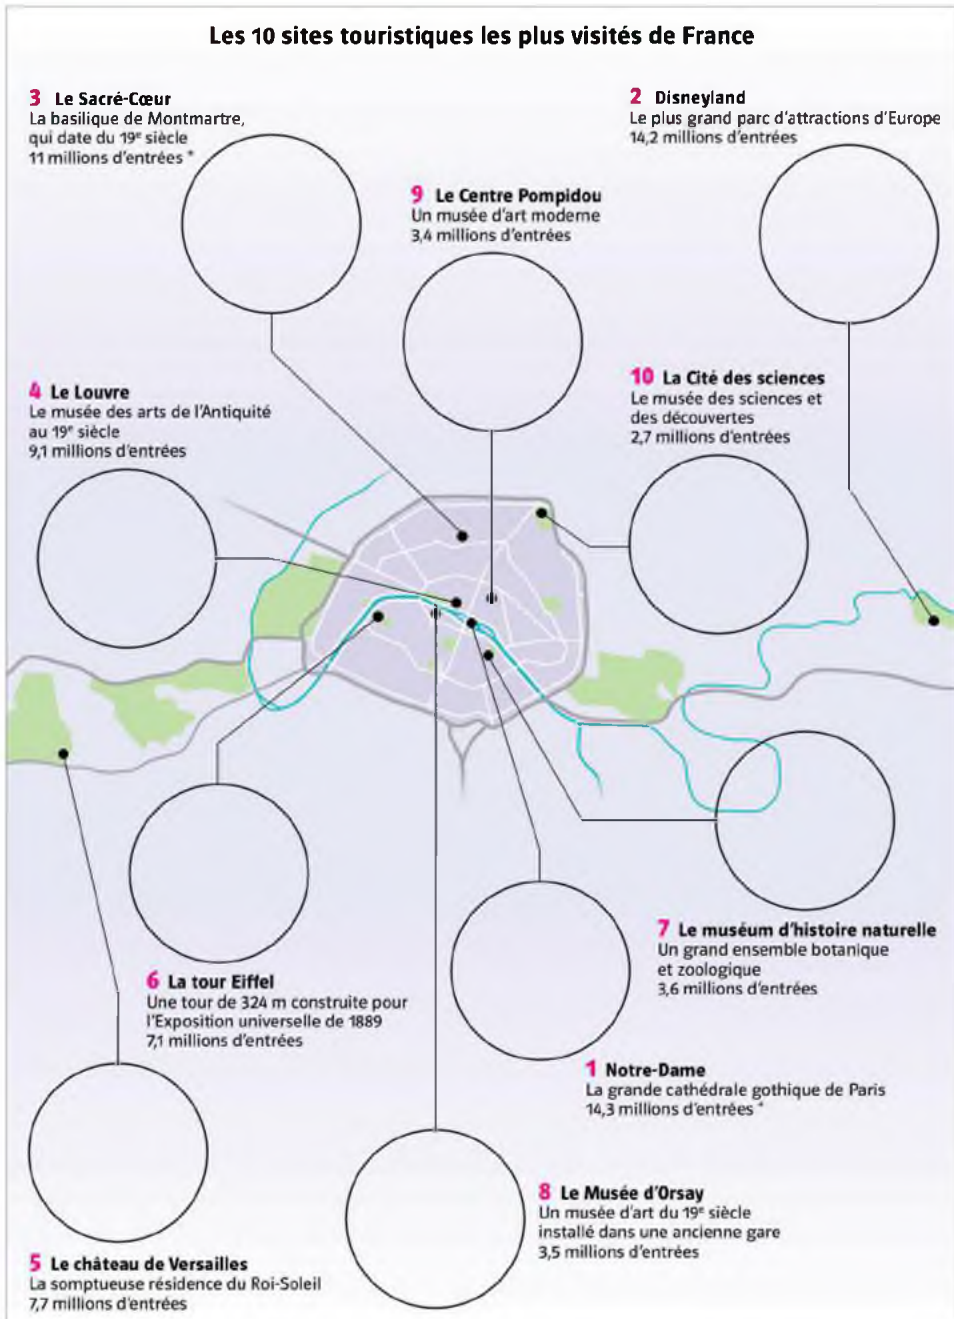 Les 10 sites touristiques les plus visités de France
3 Le Sacré-Cœur
La basilique de Montmartre,
qui date du 19e siècle
11 millions d'entrées *
2 Disneyland
Le plus grand parc d'attractions d'Europe
14,2 millions d'entrées
9 Le Centre Pompidou
Un musée d'art moderne
3,4 millions d'entrées
4 Le Louvre
Le musée des arts de l'Antiquité
au 19e siècle
9,1 millions d'entrées
10 La Cité des sciences
Le musée des sciences et
des découvertes
2,7 millions d'entrées
7 Le muséum d'histoire naturelle
Un grand ensemble botanique
et zoologique
3,6 millions d'entrées
6 La tour Eiffel
Une tour de 324 m construite pour
l'Exposition universelle de 1889
7,1 millions d'entrées
1 Notre-Dame
La grande cathédrale gothique de Paris
14,3 millions d'entrées *
8 Le Musée d'Orsay
Un musée d'art du 19e siècle
installé dans une ancienne gare
3,5 millions d'entrées
5 Le château de Versailles
La somptueuse résidence du Roi-Soleil
7,7 millions d'entrées